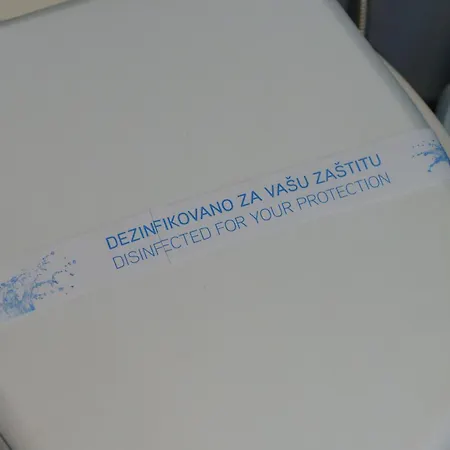 DEZINFIKOVANO ZA VAŠU ZAŠTITU
DISINFECTED FOR YOUR PROTECTION